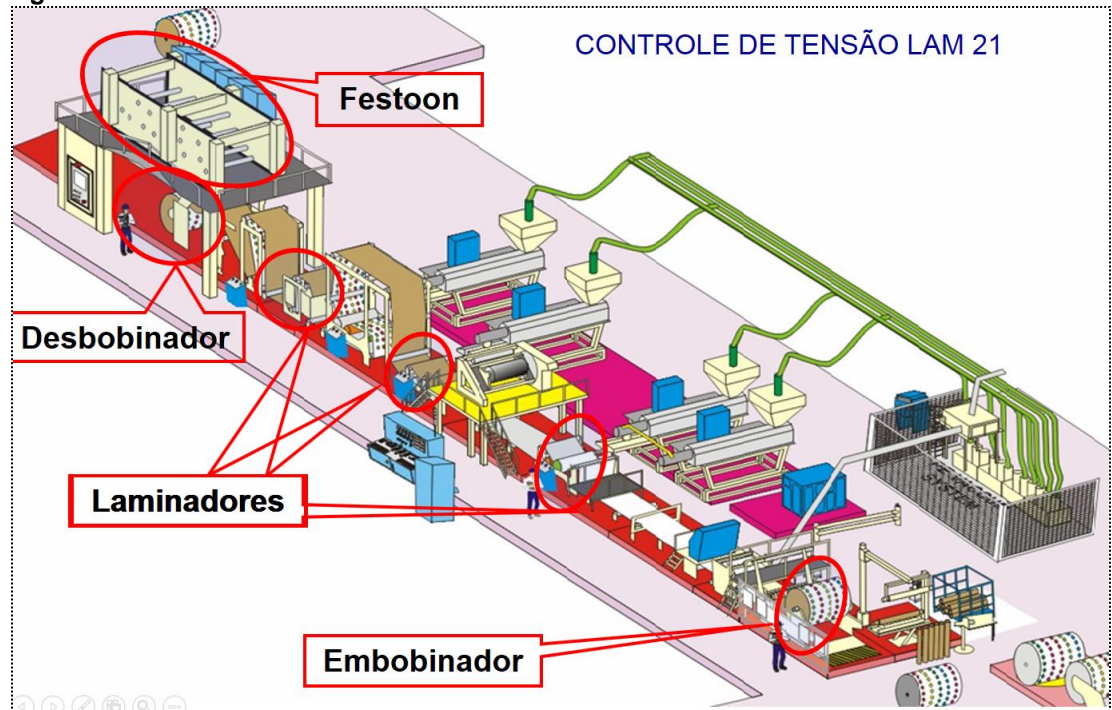 CONTROLE DE TENSÃO LAM 21
Festoon
Desbobinador
Laminadores
Embobinador